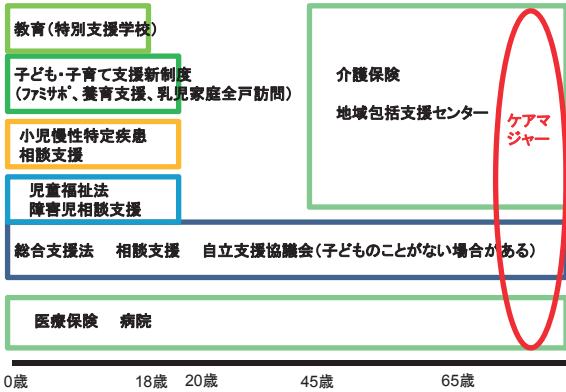 教育（特別支援学校）
子ども・子育て支援新制度
（ﾌｧﾐｻﾎﾟ、養育支援、乳児家庭全戸訪問）
小児慢性特定疾患
相談支援
児童福祉法
障害児相談支援
介護保険
地域包括支援センター
ケアマ
ジャー
総合支援法　相談支援　自立支援協議会（子どものことがない場合がある）
医療保険　病院
0歳　18歳　20歳　45歳　65歳